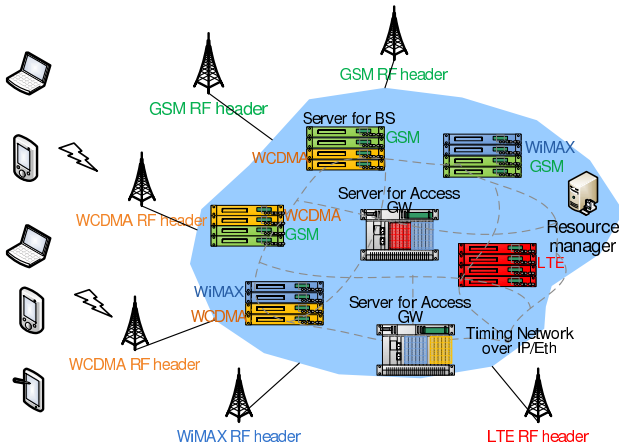 GSM RF header
GSM RF header
Server for BS
GSM
WCDMA
WiMAX
GSM
Server for Access
GW
WCDMA RF header
WCDMA
GSM
Resource
manager
LTE
WiMAX
WCDMA
Server for Access
GW
Timing Network
over IP/Eth
WCDMA RF header
WiMAX RF header
LTE RF header